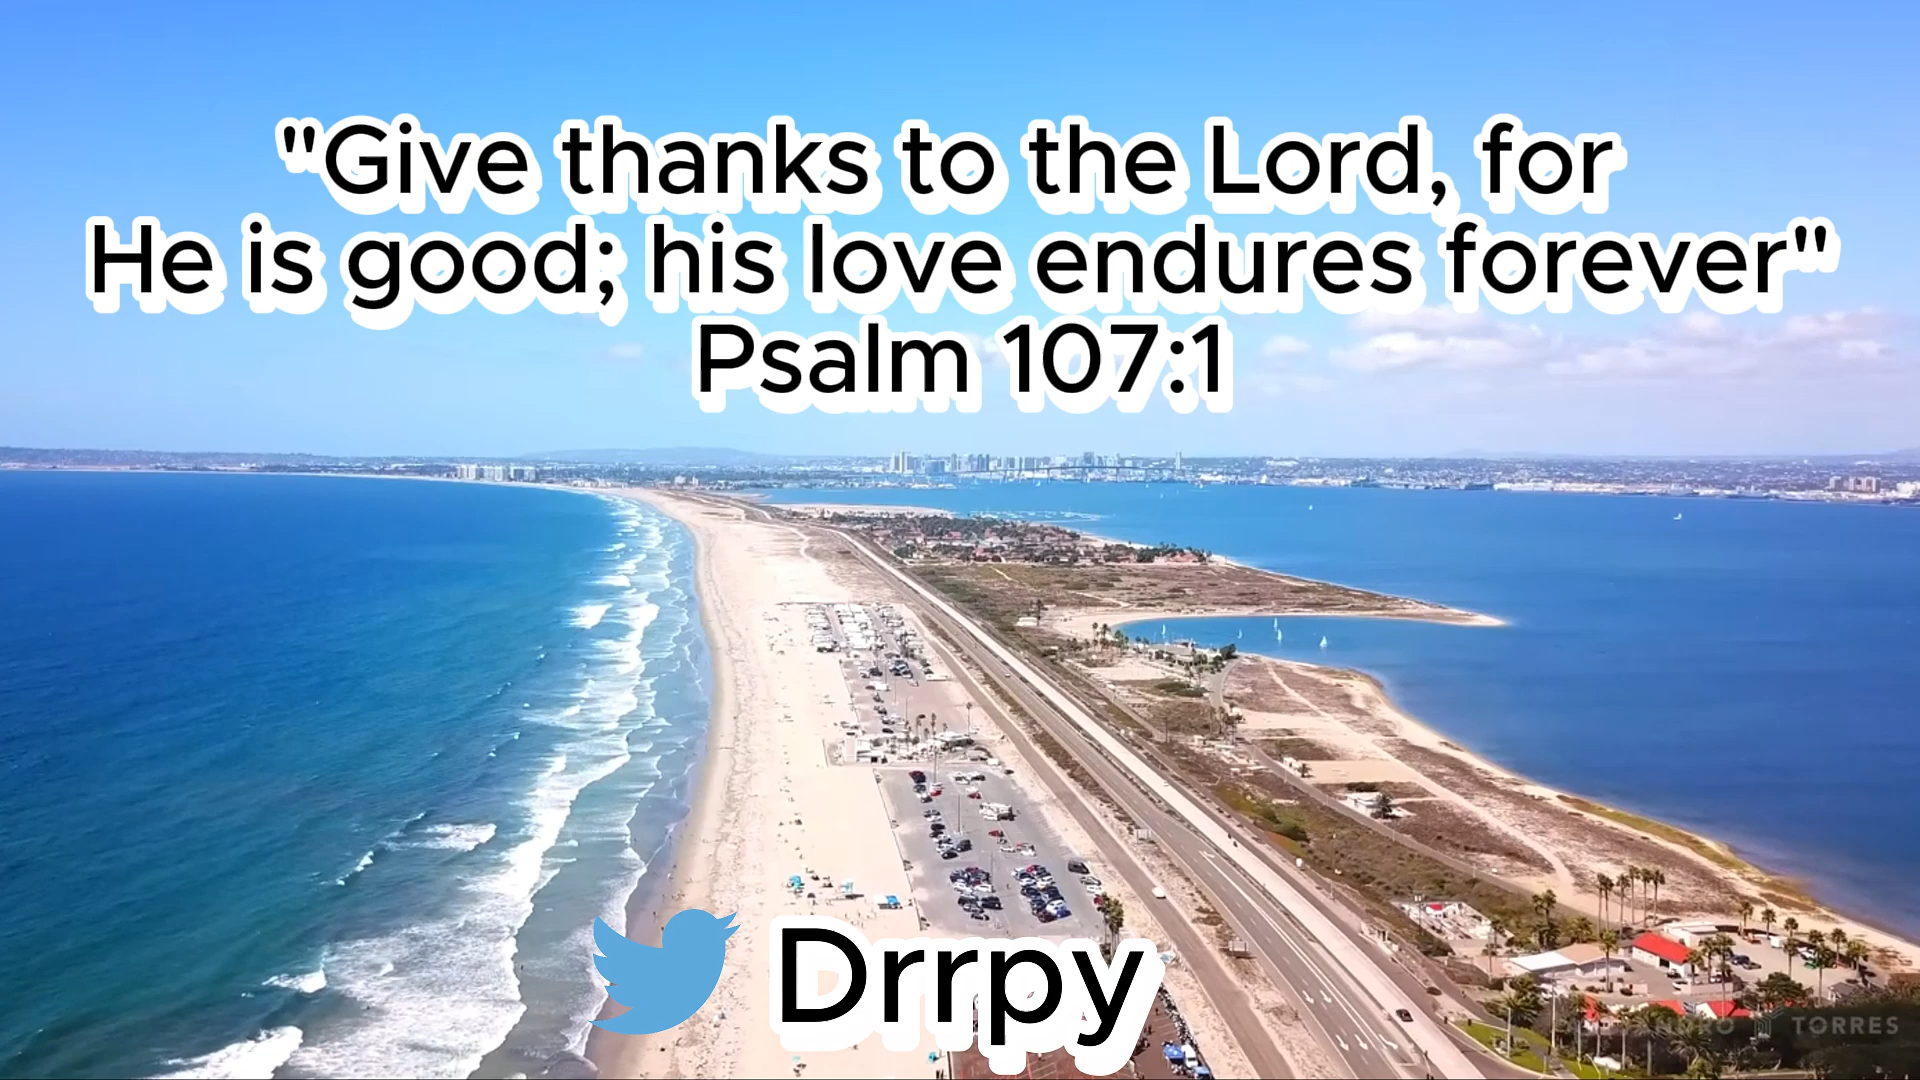 "Give thanks to the Lord, for
He is good; his love endures forever"
Psalm 107:1
Drrpy
TORRES